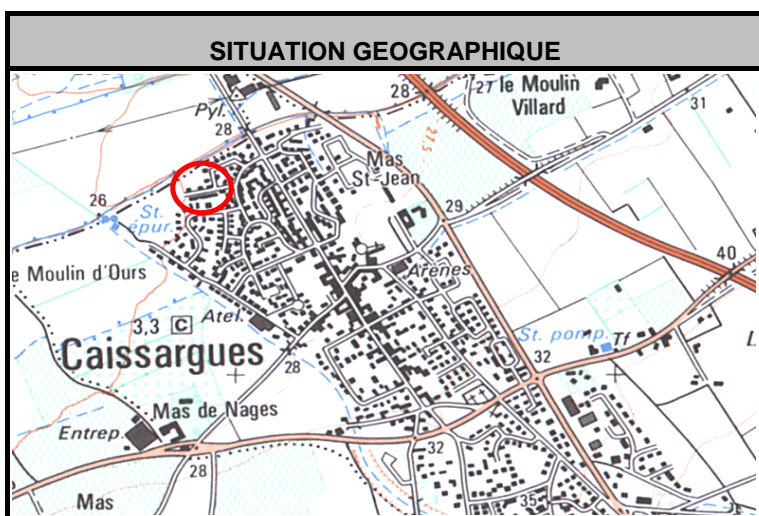 SITUATION GEOGRAPHIQUE
27 le Moulin
Villard
28
31
Pyl.
28
27,5
Mas
St-Jean
26
St.
épur.
29
e Moulin d'Ours
Arènes
40
3,3 C
Atel.
St. pomp.
Tf
L
Caissargues
28
32
Mas de Nages
Entrep.
32
28
35
Mas